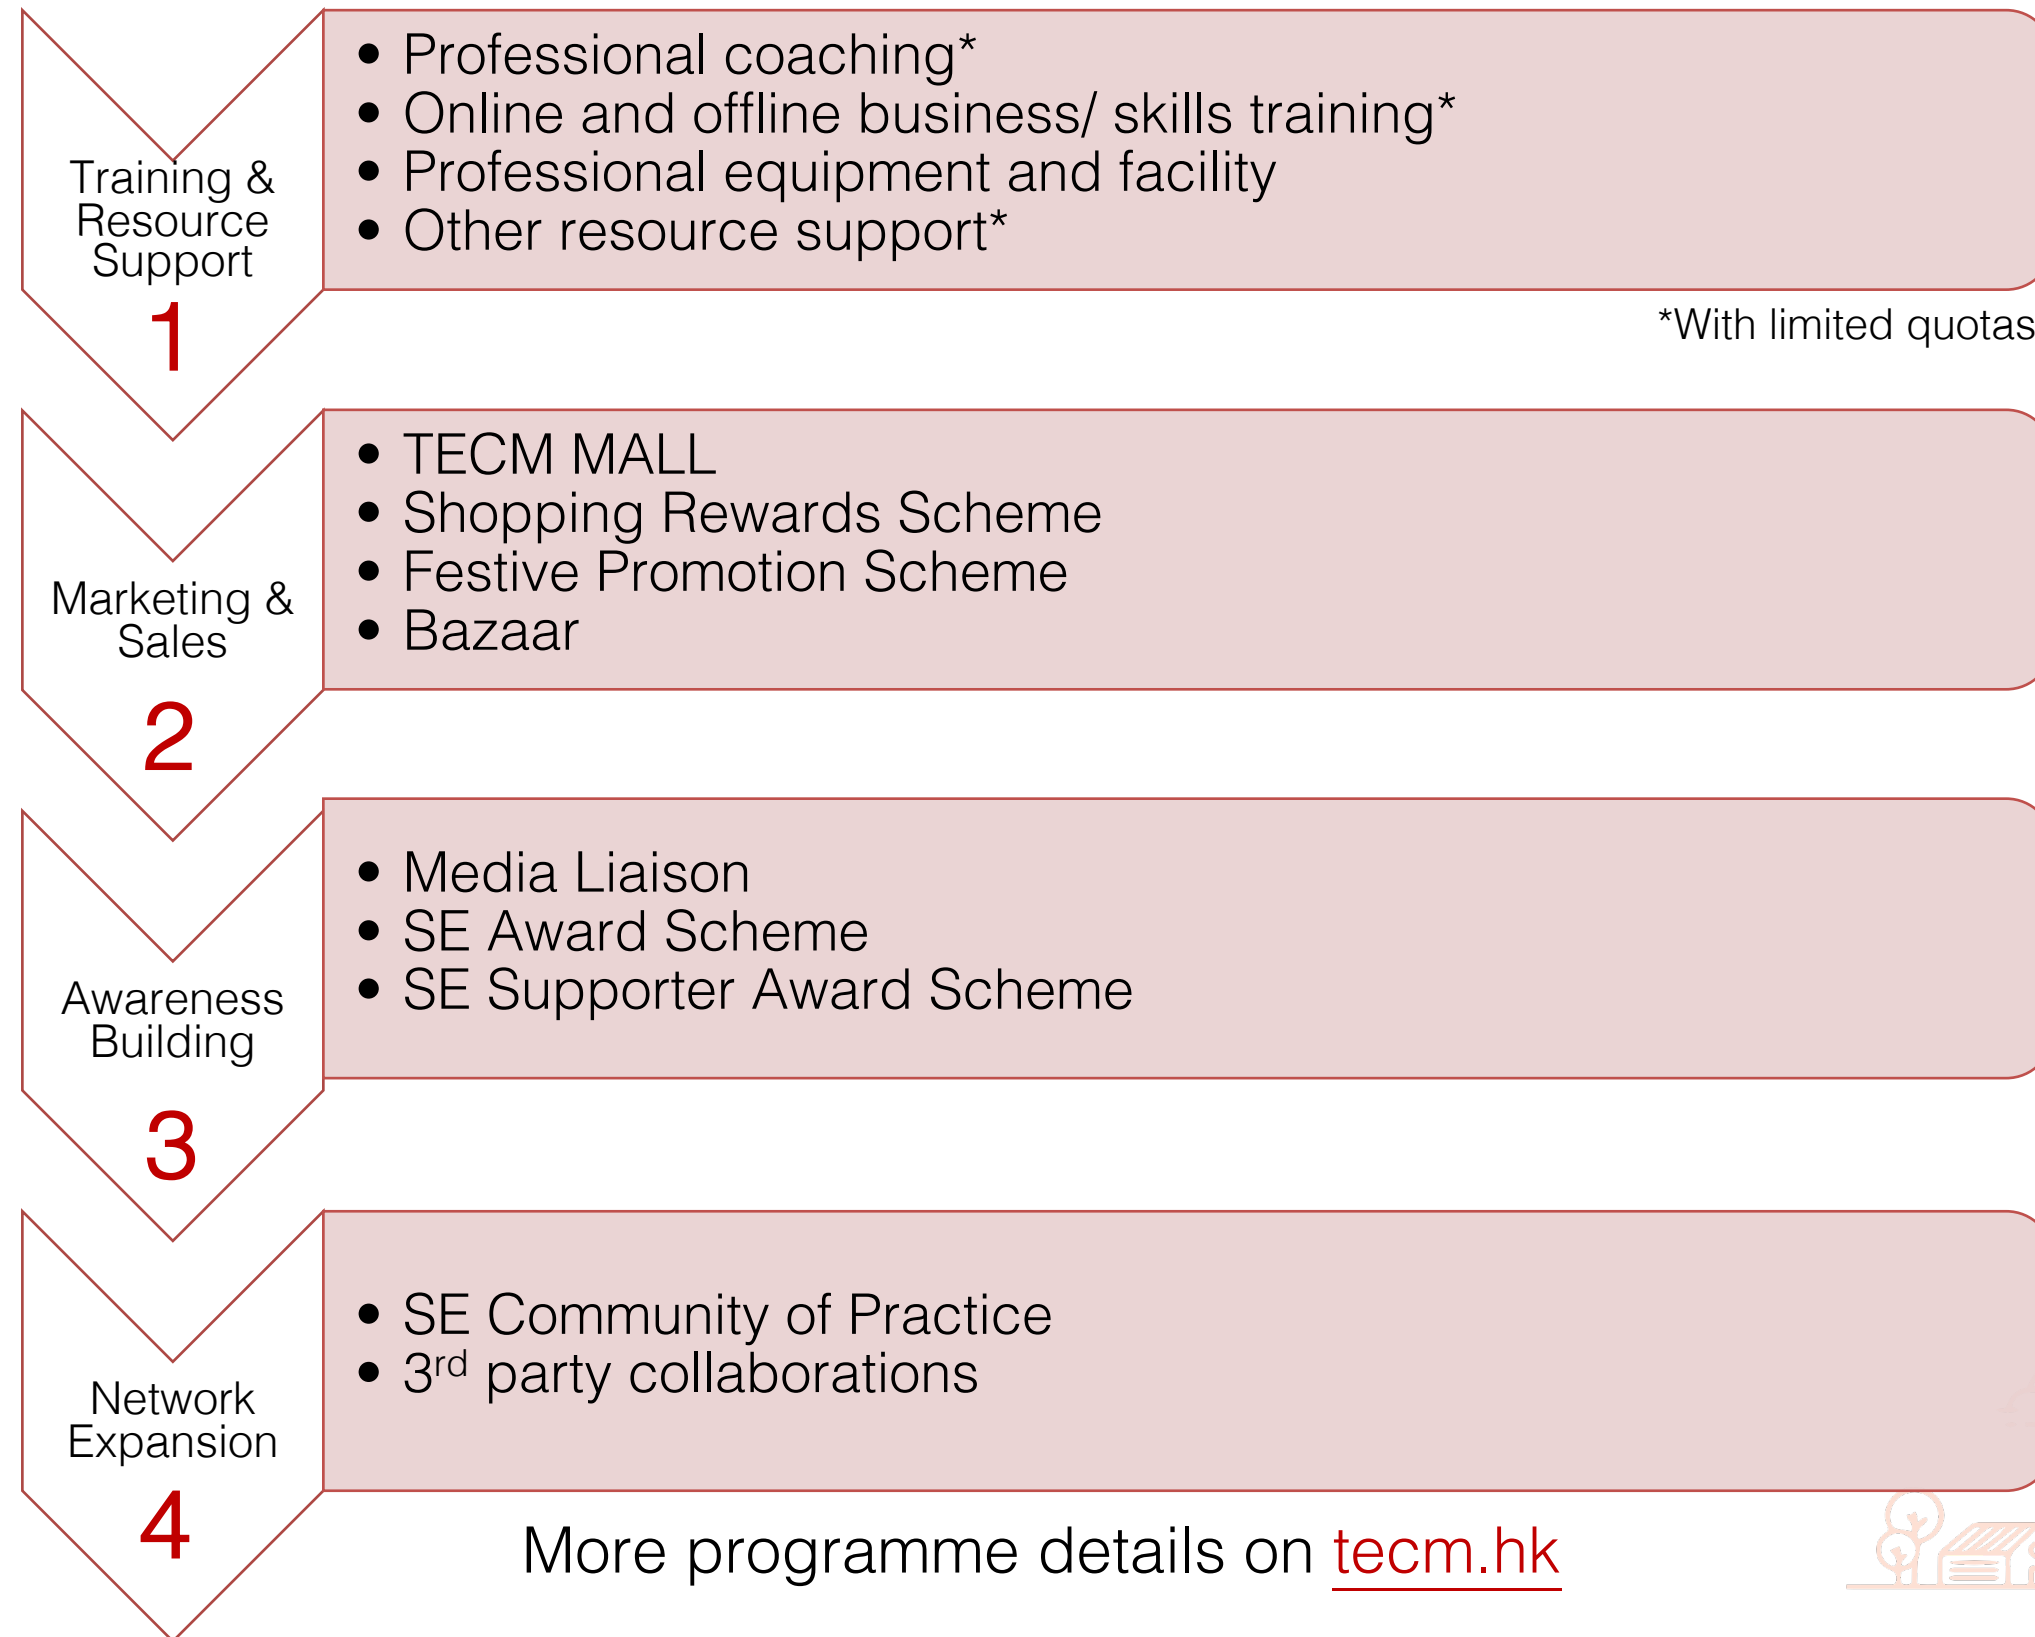 Training &
Resource
Support
1
• Professional coaching*
• Online and offline business/ skills training*
• Professional equipment and facility
• Other resource support*
*With limited quotas
Marketing &
Sales
2
• TECM MALL
• Shopping Rewards Scheme
• Festive Promotion Scheme
• Bazaar
Awareness
Building
3
• Media Liaison
• SE Award Scheme
• SE Supporter Award Scheme
Network
Expansion
4
• SE Community of Practice
• 3rd party collaborations
More programme details on tecm.hk